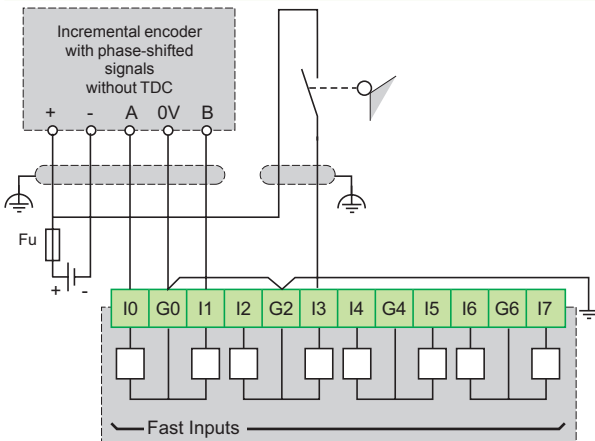 Incremental encoder
with phase-shifted
signals
without TDC
+ - A 0V B
Fu
+ -
I0 G0 I1 I2 G2 I3 I4 G4 I5 I6 G6 I7
Fast Inputs